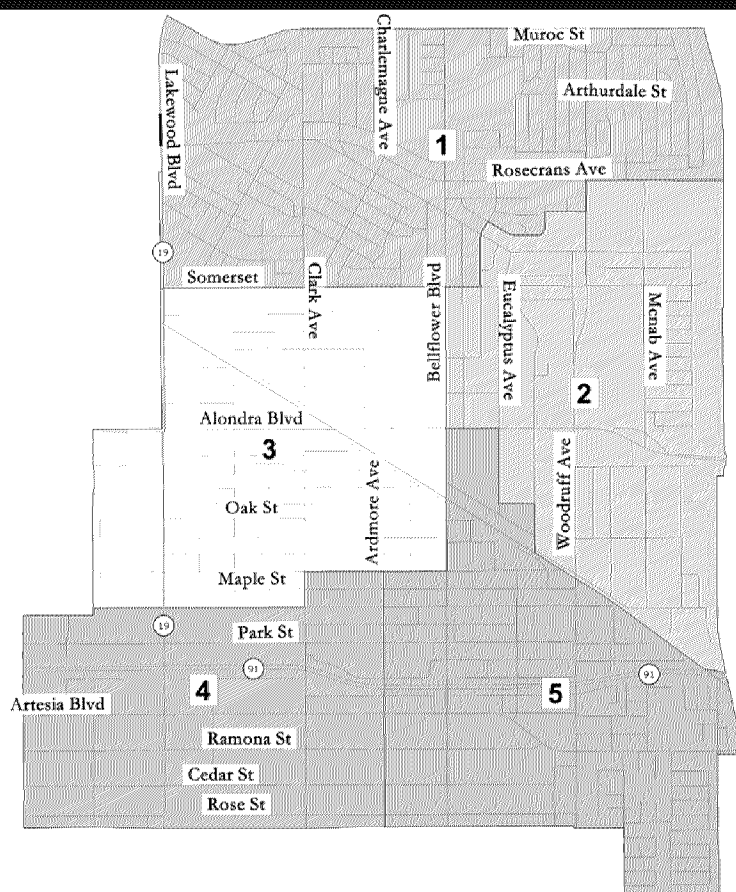 Muroc St
Charlemagne Ave
Lakewood Blvd
Arthurdale St
1
Rosecrans Ave
19
Somerset
Clark Ave
Bellflower Blvd
Eucalyptus Ave
Mcnab Ave
2
Alondra Blvd
3
Woodruff Ave
Ardmore Ave
Oak St
Maple St
19
Park St
91
91
4
5
Artesia Blvd
Ramona St
Cedar St
Rose St